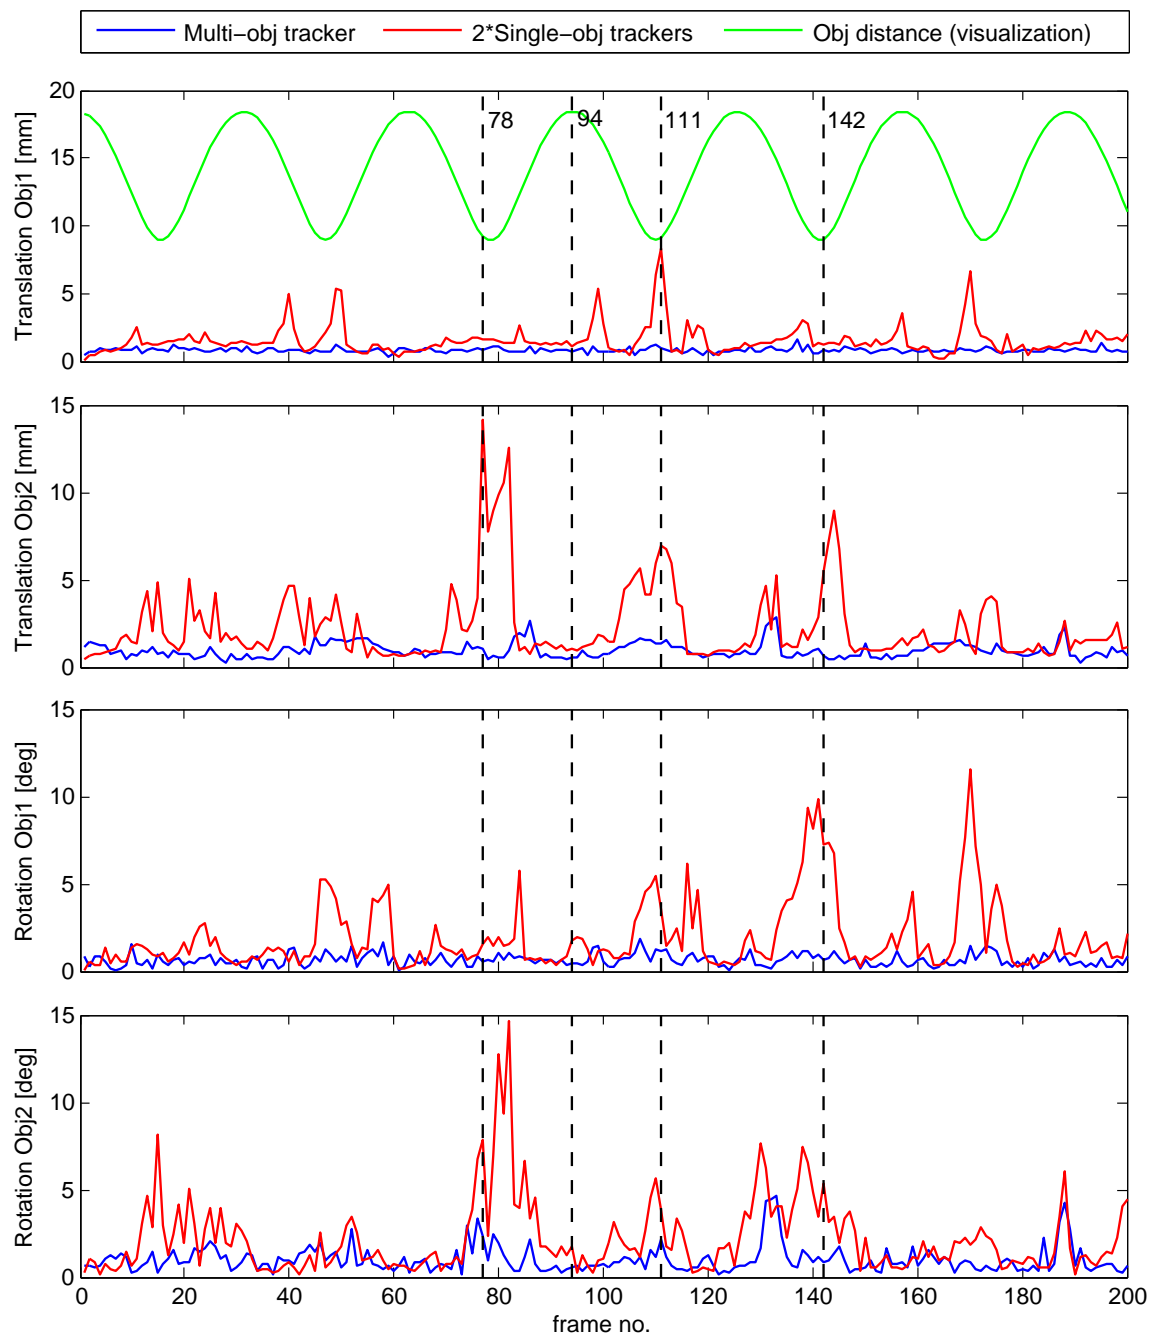 Multi−obj tracker 2*Single−obj trackers Obj distance (visualization)
Translation Obj1 [mm]
20
15
10
5
0
78 94 111 142
Translation Obj2 [mm]
15
10
5
0
Rotation Obj1 [deg]
15
10
5
0
Rotation Obj2 [deg]
15
10
5
0
0 20 40 60 80 100 120 140 160 180 200
frame no.